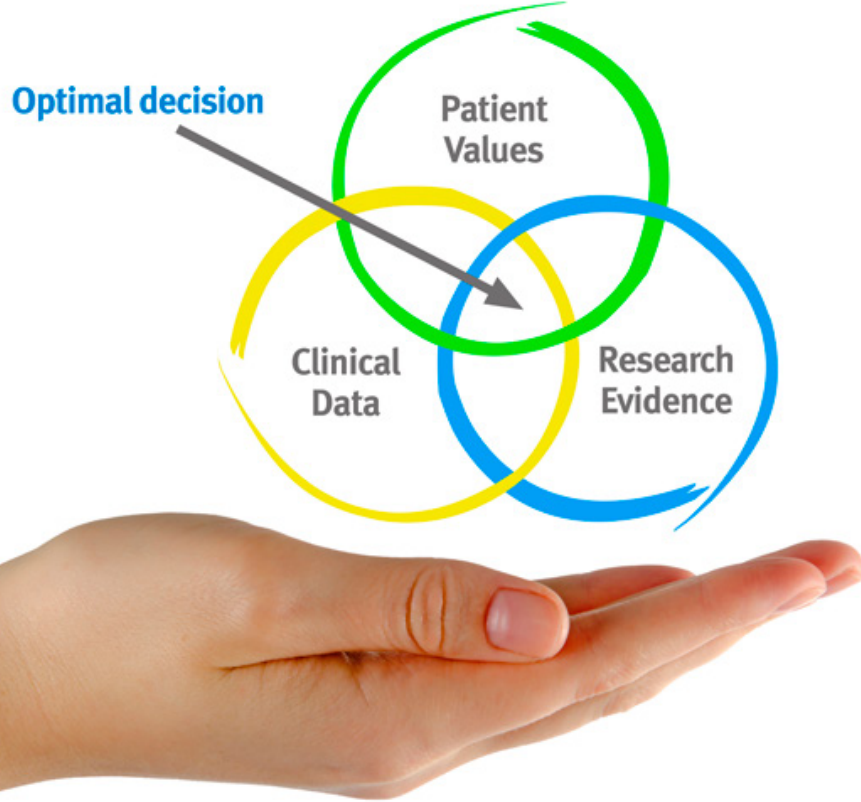 Optimal decision
Patient
Values
Clinical
Data
Research
Evidence